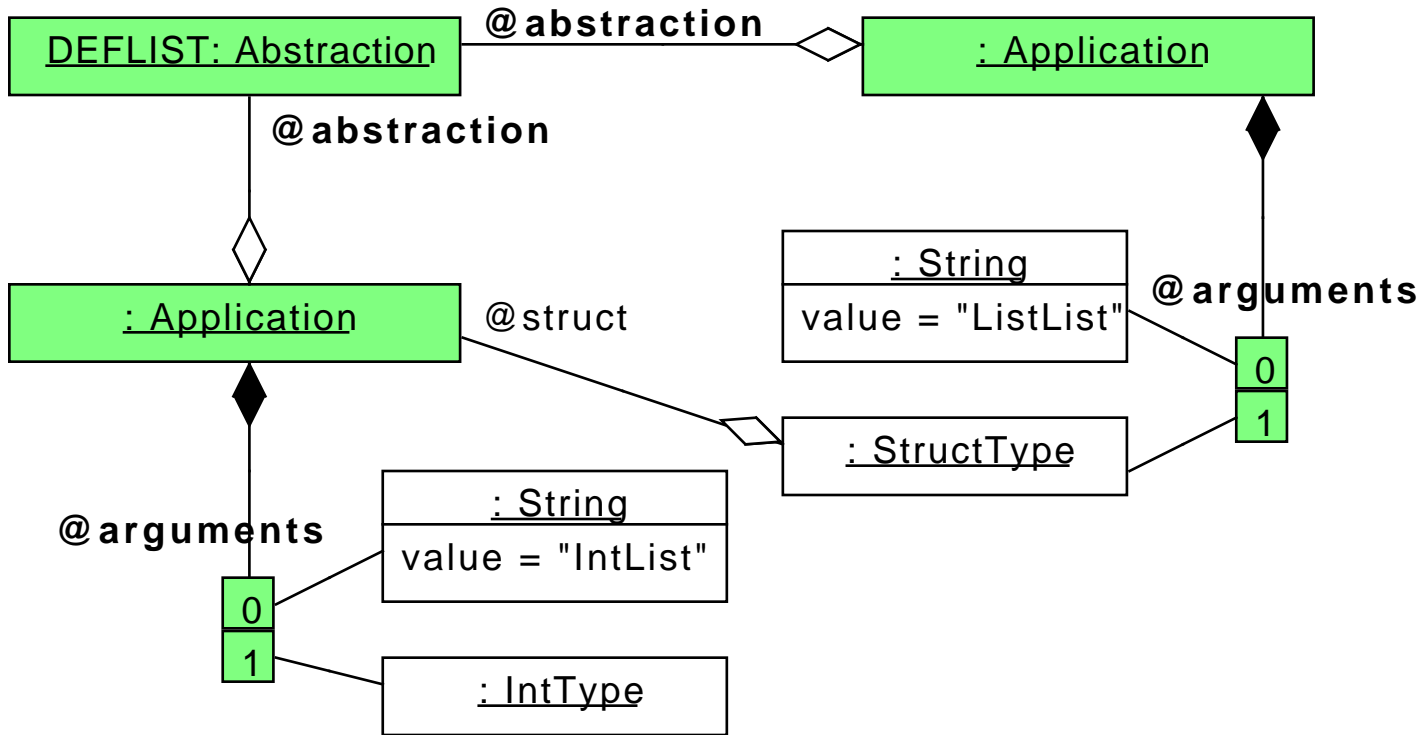 @abstraction
DEFLIST: Abstraction
: Application
@abstraction
: String
value = "ListList"
@arguments
: Application
@struct
0
1
: StructType
: String
value = "IntList"
@arguments
0
1
: IntType